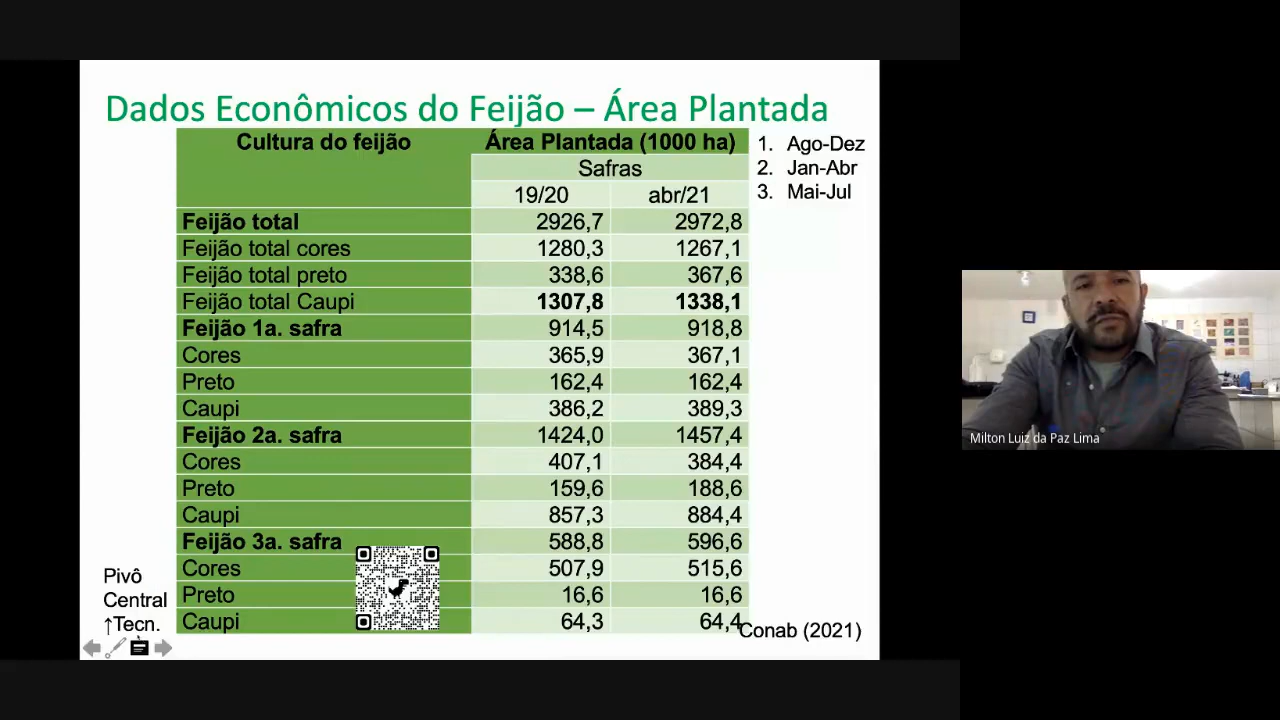 Dados Econômicos do Feijão – Área Plantada
Cultura do feijão Área Plantada (1000 ha)
Safras
19/20 abr/21
Feijão total 2926,7 2972,8
Feijão total cores 1280,3 1267,1
Feijão total preto 338,6 367,6
Feijão total Caupi 1307,8 1338,1
Feijão 1a. safra 914,5 918,8
Cores 365,9 367,1
Preto 162,4 162,4
Caupi 386,2 389,3
Feijão 2a. safra 1424,0 1457,4
Cores 407,1 384,4
Preto 159,6 188,6
Caupi 857,3 884,4
Feijão 3a. safra 588,8 596,6
Cores 507,9 515,6
Preto 16,6 16,6
Caupi 64,3 64,4
1. Ago-Dez
2. Jan-Abr
3. Mai-Jul
Pivô
Central
↑Tecn.
Conab (2021)
Milton Luiz da Paz Lima